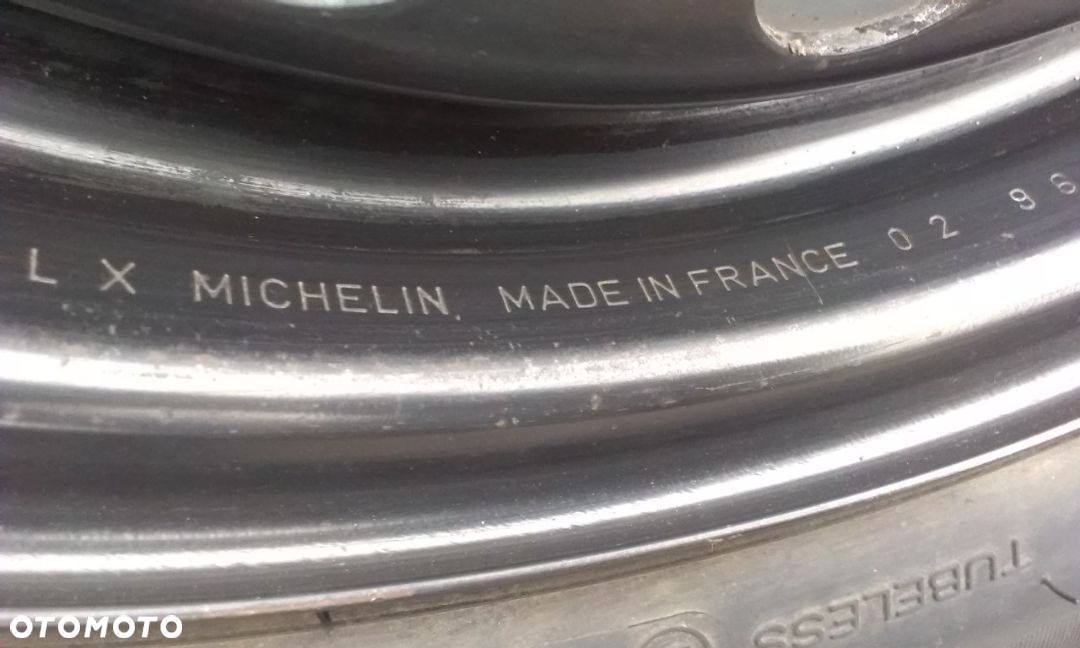 L X MICHELIN. MADE IN FRANCE 02 96
TUBELESS
OTOMOTO